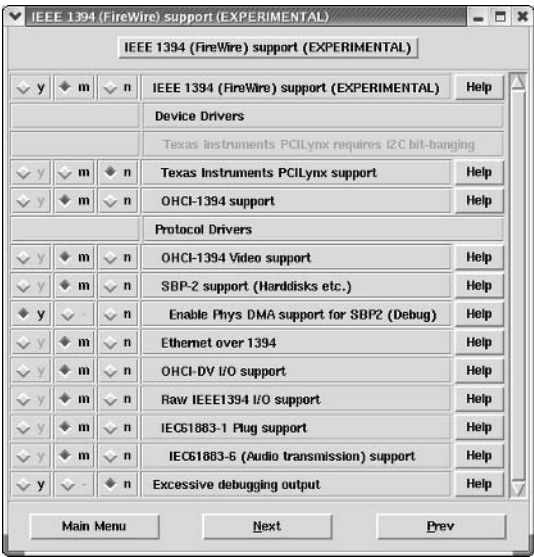 IEEE 1394 (FireWire) support (EXPERIMENTAL)
IEEE 1394 (FireWire) support (EXPERIMENTAL)
y m n IEEE 1394 (FireWire) support (EXPERIMENTAL) Help
Device Drivers
Texas Instruments PCILynx requires I2C bit-banging
y m n Texas Instruments PCILynx support Help
y m n OHCI-1394 support Help
Protocol Drivers
y m n OHCI-1394 Video support Help
y m n SBP-2 support (Harddisks etc.) Help
y - n Enable Phys DMA support for SBP2 (Debug) Help
y m n Ethernet over 1394 Help
y m n OHCI-DV I/O support Help
y m n Raw IEEE1394 I/O support Help
y m n IEC61883-1 Plug support Help
y m n IEC61883-6 (Audio transmission) support Help
y - n Excessive debugging output Help
Main Menu Next Prev